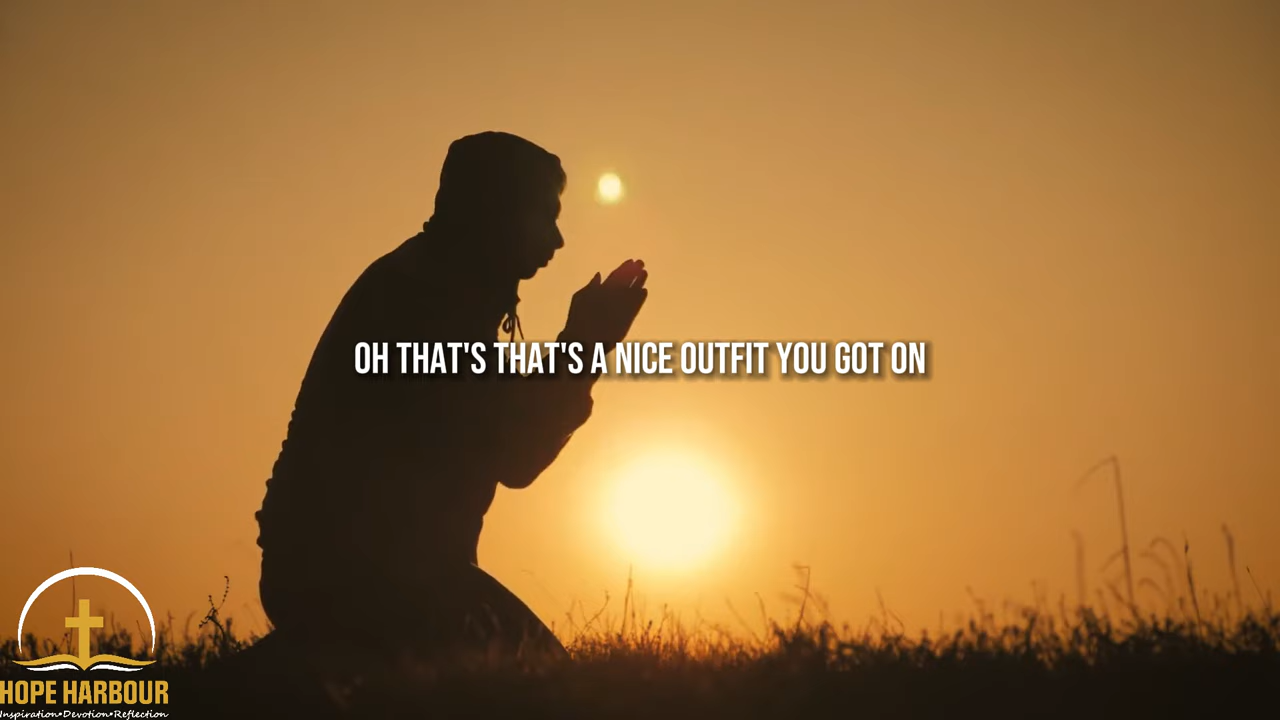 OH THAT'S THAT'S A NICE OUTFIT YOU GOT ON
HOPE HARBOUR
Inspiration•Devotion•Reflection